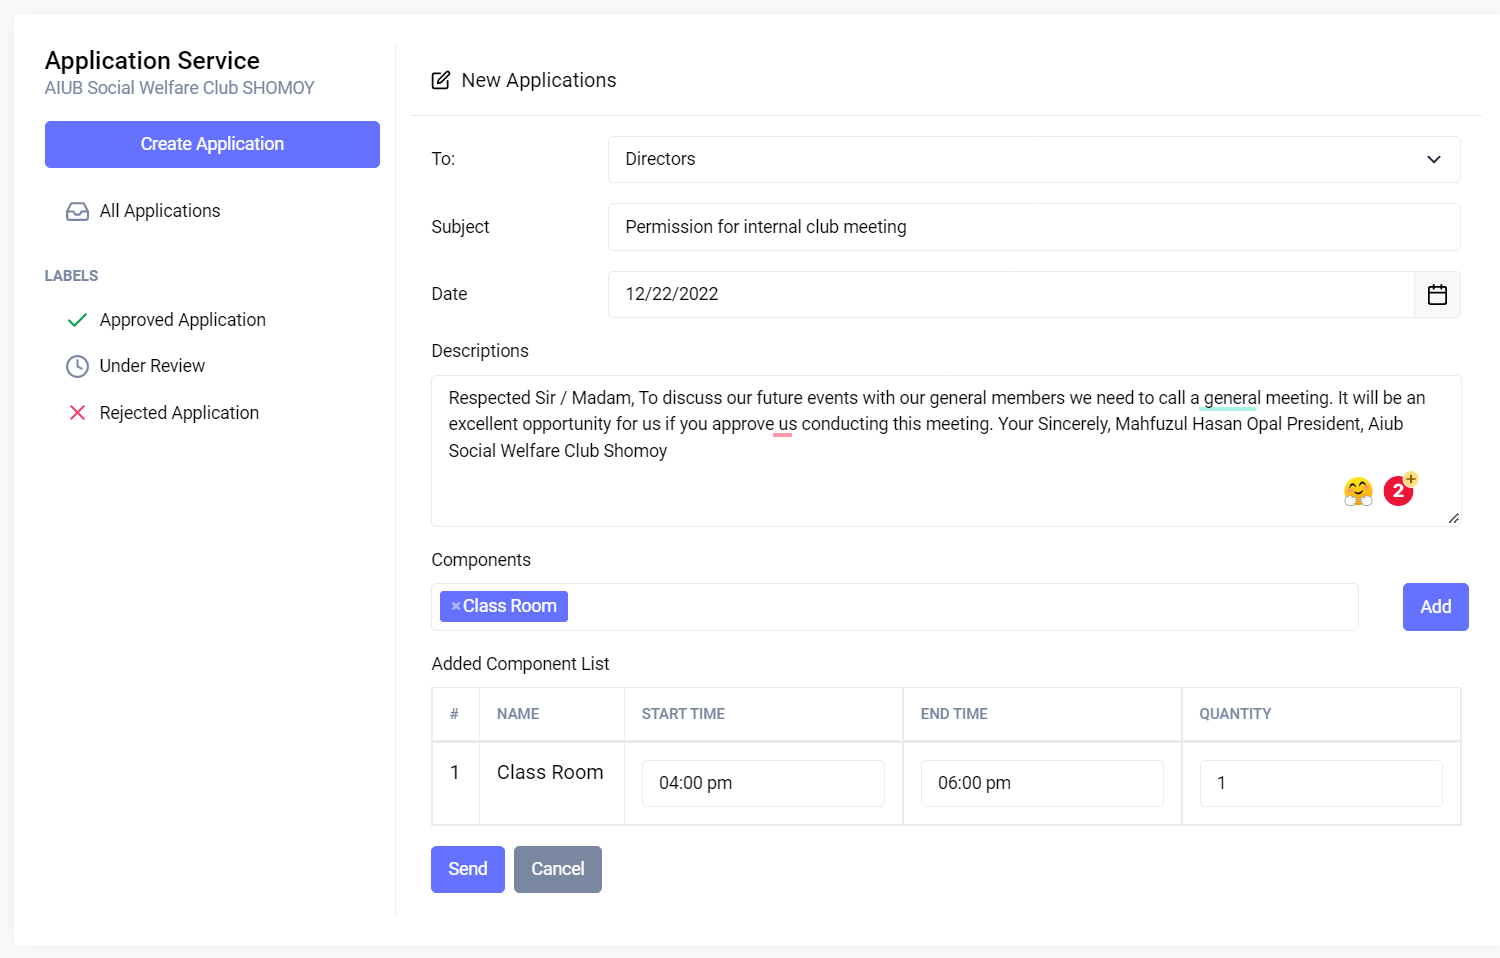 Application Service
AIUB Social Welfare Club SHOMOY
Create Application
All Applications
LABELS
Approved Application
Under Review
Rejected Application
New Applications
To:
Directors
Subject
Permission for internal club meeting
Date
12/22/2022
Descriptions
Respected Sir / Madam, To discuss our future events with our general members we need to call a general meeting. It will be an
excellent opportunity for us if you approve us conducting this meeting. Your Sincerely, Mahfuzul Hasan Opal President, Aiub
Social Welfare Club Shomoy
2
+
Components
×Class Room
Add
Added Component List
# NAME START TIME END TIME QUANTITY
1 Class Room 04:00 pm 06:00 pm 1
Send
Cancel